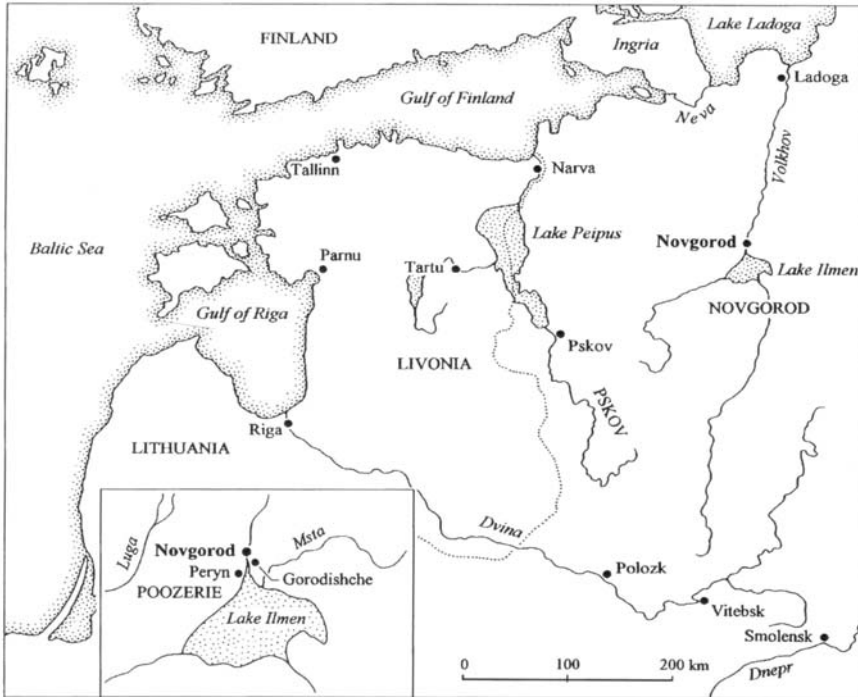 FINLAND
Ingria
Lake Ladoga
Ladoga
Gulf of Finland
Neva
Volkhov
Tallinn
Narva
Baltic Sea
Parnu
Tartu
Lake Peipus
Novgorod
Lake Ilmen
NOVGOROD
Gulf of Riga
Pskov
LIVONIA
PSKOV
Riga
LITHUANIA
Dvina
Polozk
Vitebsk
Smolensk
Dnepr
0 100 200 km
Luga
Novgorod
Msta
Peryn
Gorodishche
POOZERIE
Lake Ilmen